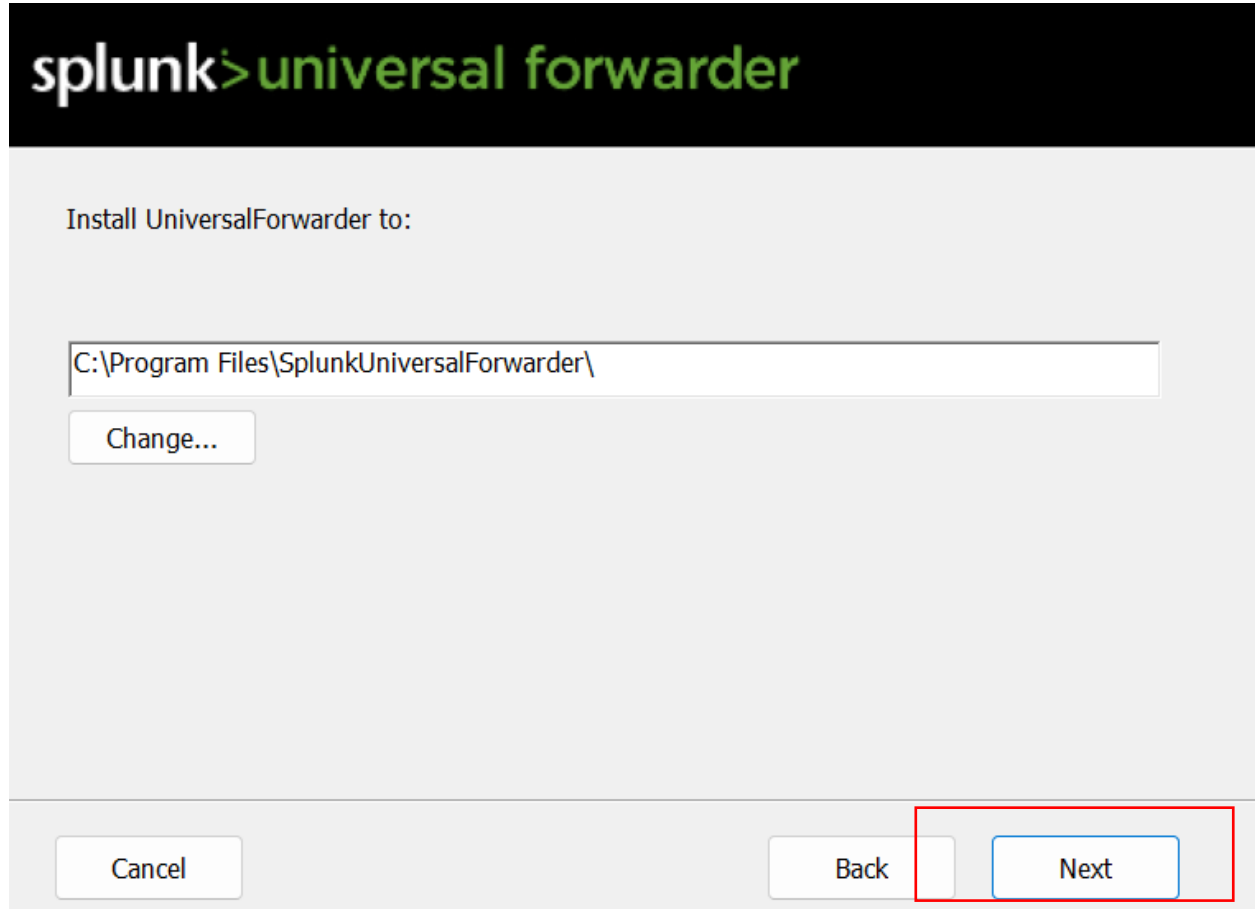 splunk>universal forwarder
Install UniversalForwarder to:
C:\Program Files\SplunkUniversalForwarder\
Change...
Cancel
Back
Next